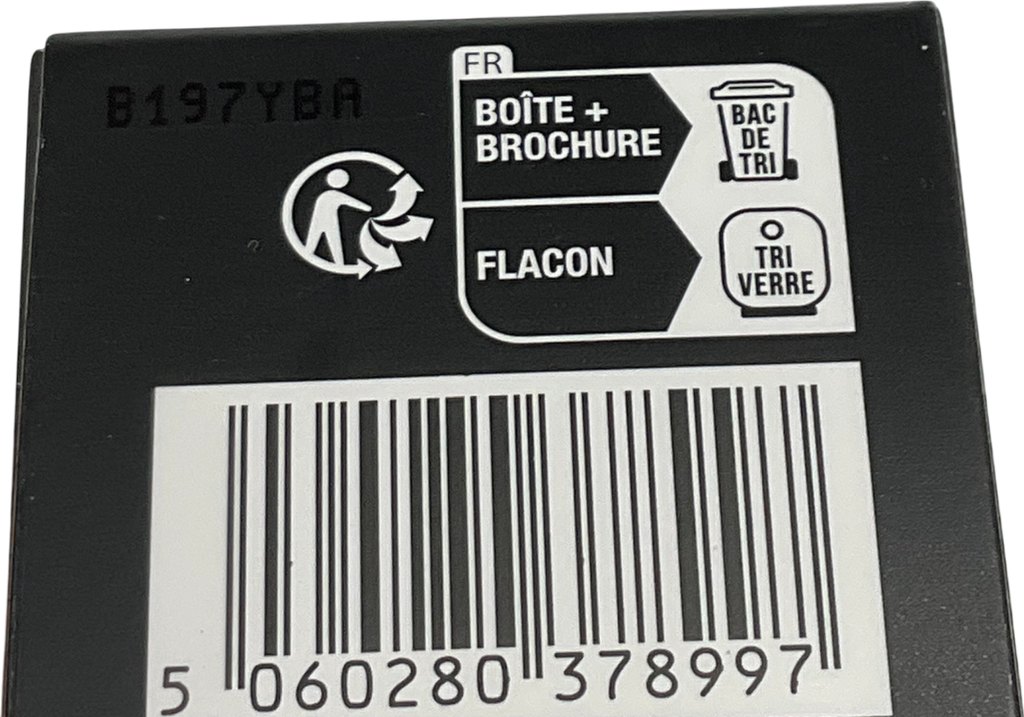 B197YBA
FR
BOÎTE +
BROCHURE
BAC
DE
TRI
FLACON
TRI
VERRE
5 060280 378997